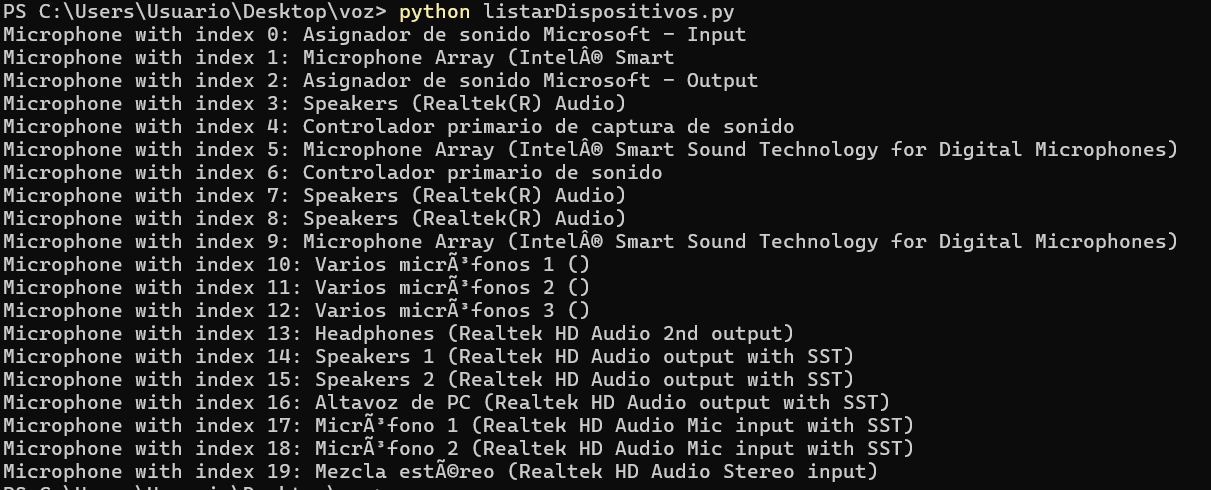 PS C:\Users\Usuario\Desktop\voz> python listarDispositivos.py
Microphone with index 0: Asignador de sonido Microsoft - Input
Microphone with index 1: Microphone Array (IntelÂ® Smart
Microphone with index 2: Asignador de sonido Microsoft - Output
Microphone with index 3: Speakers (Realtek(R) Audio)
Microphone with index 4: Controlador primario de captura de sonido
Microphone with index 5: Microphone Array (IntelÂ® Smart Sound Technology for Digital Microphones)
Microphone with index 6: Controlador primario de sonido
Microphone with index 7: Speakers (Realtek(R) Audio)
Microphone with index 8: Speakers (Realtek(R) Audio)
Microphone with index 9: Microphone Array (IntelÂ® Smart Sound Technology for Digital Microphones)
Microphone with index 10: Varios micrÃ³fonos 1 ()
Microphone with index 11: Varios micrÃ³fonos 2 ()
Microphone with index 12: Varios micrÃ³fonos 3 ()
Microphone with index 13: Headphones (Realtek HD Audio 2nd output)
Microphone with index 14: Speakers 1 (Realtek HD Audio output with SST)
Microphone with index 15: Speakers 2 (Realtek HD Audio output with SST)
Microphone with index 16: Altavoz de PC (Realtek HD Audio output with SST)
Microphone with index 17: MicrÃ³fono 1 (Realtek HD Audio Mic input with SST)
Microphone with index 18: MicrÃ³fono 2 (Realtek HD Audio Mic input with SST)
Microphone with index 19: Mezcla estÃ©reo (Realtek HD Audio Stereo input)